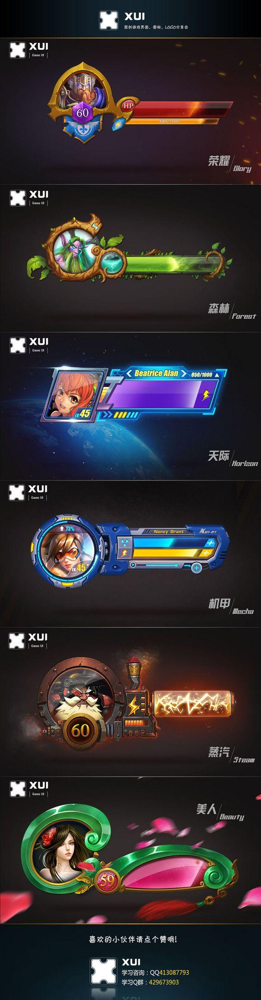 XUI
原创游戏界面、图标，LOGO分享会
XUI
Game UI
60
HP
880/1000
荣耀
Glory
XUI
Game UI
森林
Forest
XUI
Game UI
Beatrice Alan
850/1000
LV.45
天际
Horizon
XUI
Game UI
73%
Nancy Brant
XUI-01
LV.45
机甲
Mecha
XUI
Game UI
60
蒸汽
Steam
XUI
Game UI
美人
Beauty
59
喜欢的小伙伴请点个赞哦!
XUI
学习咨询：QQ413087793
学习Q群：429673903